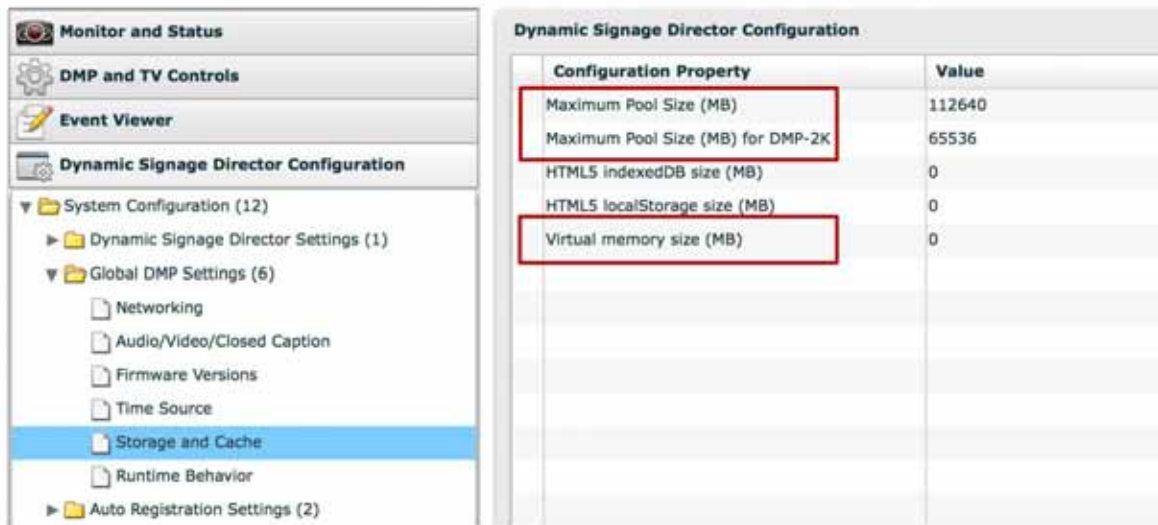 Monitor and Status
DMP and TV Controls
Event Viewer
Dynamic Signage Director Configuration
System Configuration (12)
Dynamic Signage Director Settings (1)
Global DMP Settings (6)
Networking
Audio/Video/Closed Caption
Firmware Versions
Time Source
Storage and Cache
Runtime Behavior
Auto Registration Settings (2)
Dynamic Signage Director Configuration
Configuration Property Value
Maximum Pool Size (MB) 112640
Maximum Pool Size (MB) for DMP-2K 65536
HTML5 indexedDB size (MB) 0
HTML5 localStorage size (MB) 0
Virtual memory size (MB) 0